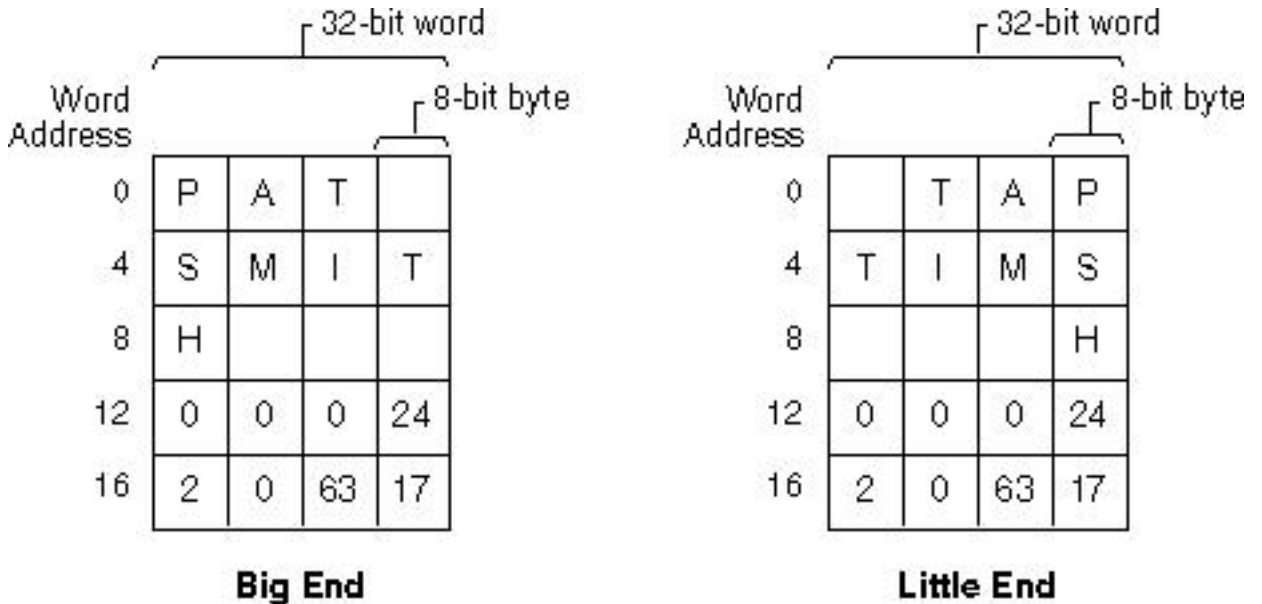 32-bit word 32-bit word
Word 8-bit byte Word 8-bit byte
Address Address
0 P A T 0 T A P
4 S M I T 4 T I M S
8 H 8 H
12 0 0 0 24 12 0 0 0 24
16 2 0 63 17 16 2 0 63 17
Big End Little End